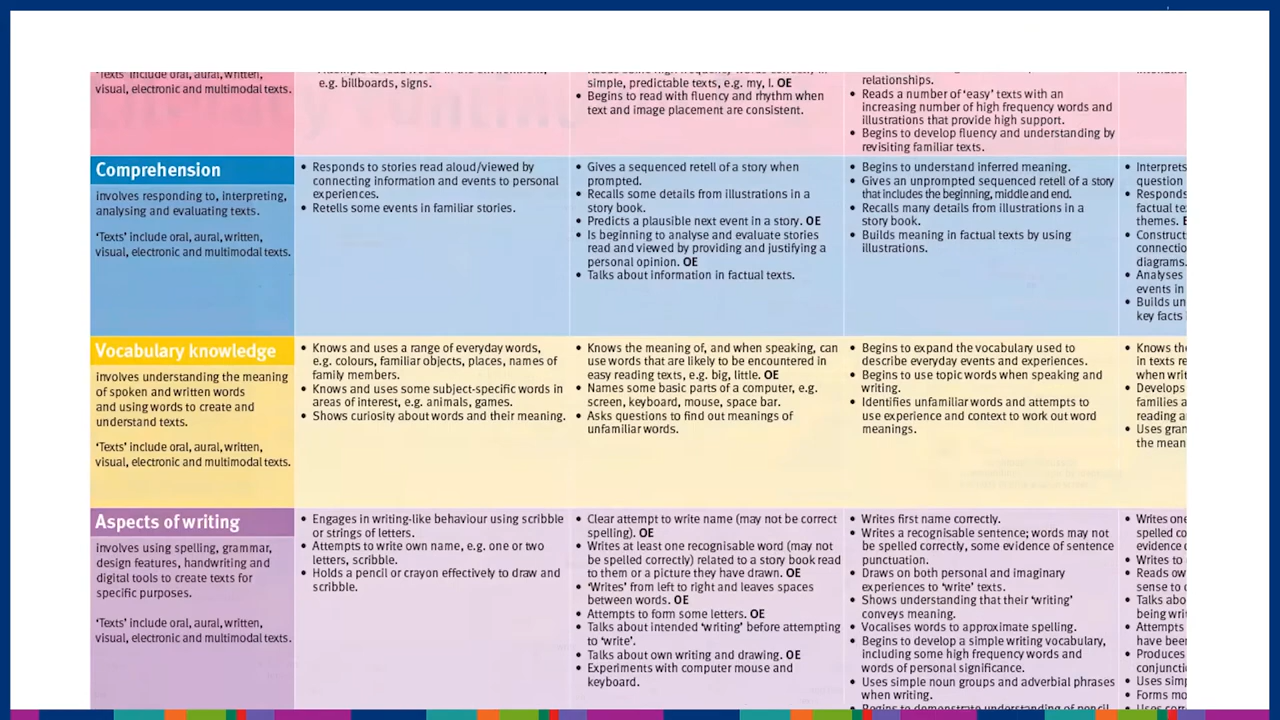 'Texts' include oral, aural, written,
visual, electronic and multimodal texts.
e.g. billboards, signs.
simple, predictable texts, e.g. my, I. OE
• Begins to read with fluency and rhythm when
text and image placement are consistent.
relationships.
• Reads a number of 'easy' texts with an
increasing number of high frequency words and
illustrations that provide high support.
• Begins to develop fluency and understanding by
revisiting familiar texts.
Comprehension
involves responding to, interpreting,
analysing and evaluating texts.
'Texts' include oral, aural, written,
visual, electronic and multimodal texts.
• Responds to stories read aloud/viewed by
connecting information and events to personal
experiences.
• Retells some events in familiar stories.
• Gives a sequenced retell of a story when
prompted.
• Recalls some details from illustrations in a
story book.
• Predicts a plausible next event in a story. OE
• Is beginning to analyse and evaluate stories
read and viewed by providing and justifying a
personal opinion. OE
• Talks about information in factual texts.
• Begins to understand inferred meaning.
• Gives an unprompted sequenced retell of a story
that includes the beginning, middle and end.
• Recalls many details from illustrations in a
story book.
• Builds meaning in factual texts by using
illustrations.
• Interprets
question
• Responds
factual te
themes.
• Construct
connectio
diagrams.
• Analyses
events in
• Builds un
key facts
Vocabulary knowledge
involves understanding the meaning
of spoken and written words
and using words to create and
understand texts.
'Texts' include oral, aural, written,
visual, electronic and multimodal texts.
• Knows and uses a range of everyday words,
e.g. colours, familiar objects, places, names of
family members.
• Knows and uses some subject-specific words in
areas of interest, e.g. animals, games.
• Shows curiosity about words and their meaning.
• Knows the meaning of, and when speaking, can
use words that are likely to be encountered in
easy reading texts, e.g. big, little. OE
• Names some basic parts of a computer, e.g.
screen, keyboard, mouse, space bar.
• Asks questions to find out meanings of
unfamiliar words.
• Begins to expand the vocabulary used to
describe everyday events and experiences.
• Begins to use topic words when speaking and
writing.
• Identifies unfamiliar words and attempts to
use experience and context to work out word
meanings.
• Knows the
in texts re
when writ
• Develops
families a
reading a
• Uses gran
the mean
Aspects of writing
involves using spelling, grammar,
design features, handwriting and
digital tools to create texts for
specific purposes.
'Texts' include oral, aural, written,
visual, electronic and multimodal texts.
• Engages in writing-like behaviour using scribble
or strings of letters.
• Attempts to write own name, e.g. one or two
letters, scribble.
• Holds a pencil or crayon effectively to draw and
scribble.
• Clear attempt to write name (may not be correct
spelling). OE
• Writes at least one recognisable word (may not
be spelled correctly) related to a story book read
to them or a picture they have drawn. OE
• 'Writes' from left to right and leaves spaces
between words. OE
• Attempts to form some letters. OE
• Talks about intended 'writing' before attempting
to 'write'.
• Talks about own writing and drawing. OE
• Experiments with computer mouse and
keyboard.
• Writes first name correctly.
• Writes a recognisable sentence; words may not
be spelled correctly, some evidence of sentence
punctuation.
• Draws on both personal and imaginary
experiences to 'write' texts.
• Shows understanding that their 'writing'
conveys meaning.
• Vocalises words to approximate spelling.
• Begins to develop a simple writing vocabulary,
including some high frequency words and
words of personal significance.
• Uses simple noun groups and adverbial phrases
when writing.
• Writes one
spelled co
evidence
• Writes to
• Reads ow
sense to
• Talks abo
being writ
• Attempts
have been
• Produces
conjuncti
• Uses simp
• Forms mo